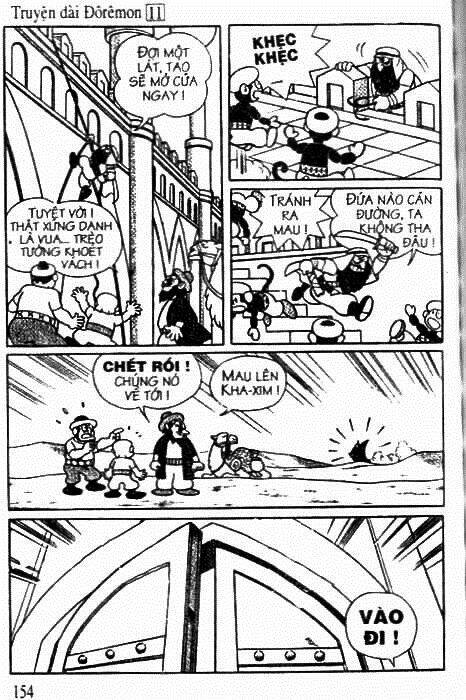 Truyện dài Đôrêmon 11
ĐỢI MỘT
LÁT, TAO
SẼ MỞ CỬA
NGAY !
TUYỆT VỜI !
THẬT XỨNG DANH
LÀ VUA... TRÈO
TƯỜNG KHOÉT
VÁCH !
KHẸC
KHẸC
TRÁNH
RA
MAU !
ĐỨA NÀO CẢN
ĐƯỜNG, TA
KHÔNG THA
ĐÂU !
CHẾT RỒI !
CHÚNG NÓ
VỀ TỚI !
MAU LÊN
KHA-XIM !
VÀO
ĐI !
154